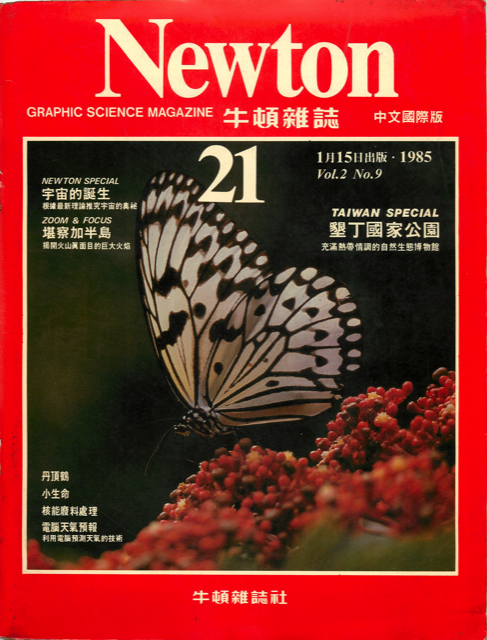 Newton
GRAPHIC SCIENCE MAGAZINE 牛頓雜誌 中文國際版
21
1月15日出版·1985
Vol.2 No.9
NEWTON SPECIAL
宇宙的誕生
根據最新理論推究宇宙的奧祕
ZOOM & FOCUS
堪察加半島
揭開火山眞面目的巨大火焰
TAIWAN SPECIAL
墾丁國家公園
充滿熱帶情調的自然生態博物館
丹頂鶴
小生命
核能廢料處理
電腦天氣預報
利用電腦預測天氣的技術
牛頓雜誌社